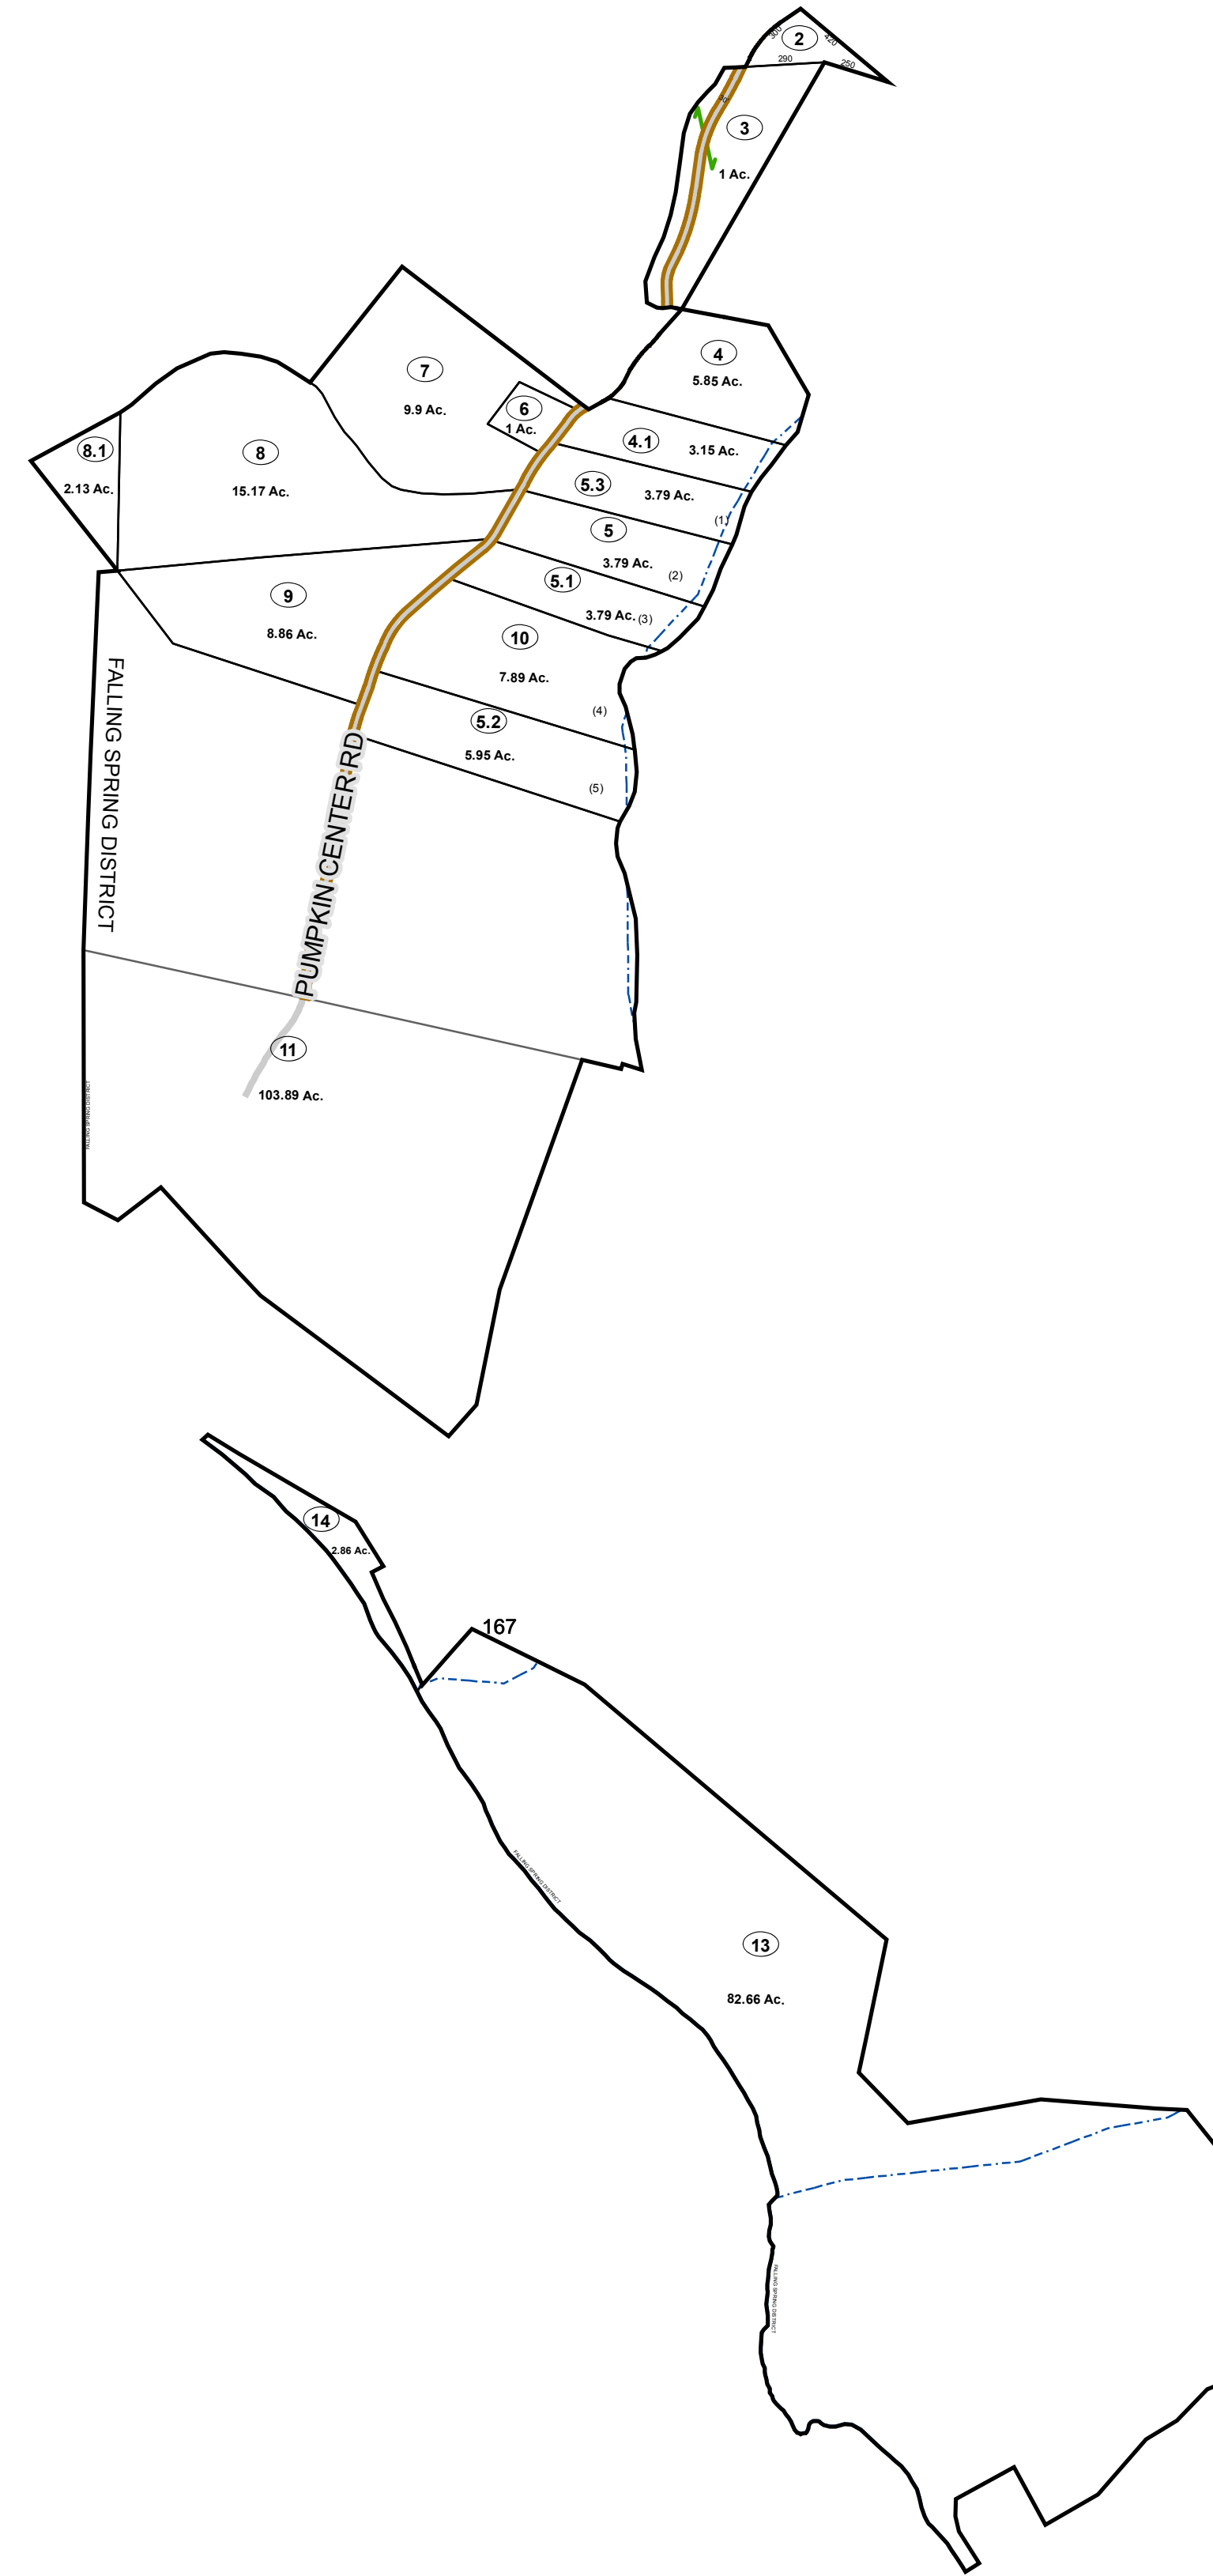 2
300
420
290
250
30
3
1 Ac.
4
5.85 Ac.
7
9.9 Ac.
6
1 Ac.
4.1
3.15 Ac.
8.1
2.13 Ac.
8
15.17 Ac.
5.3
3.79 Ac.
(1)
5
3.79 Ac.
(2)
5.1
3.79 Ac.
(3)
9
8.86 Ac.
10
7.89 Ac.
(4)
5.2
5.95 Ac.
(5)
FALLING SPRING DISTRICT
PUMPKIN CENTER RD
11
103.89 Ac.
FALLING SPRING DISTRICT
14
2.86 Ac.
167
FALLING SPRING DISTRICT
13
82.66 Ac.
FALLING SPRING DISTRICT